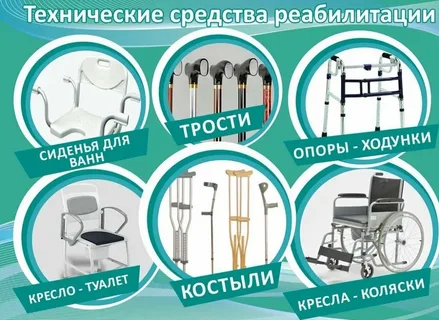 Технические средства реабилитации
СИДЕНЬЯ ДЛЯ
ВАНН
ТРОСТИ
ОПОРЫ - ХОДУНКИ
КРЕСЛО - ТУАЛЕТ
КОСТЫЛИ
КРЕСЛА - КОЛЯСКИ